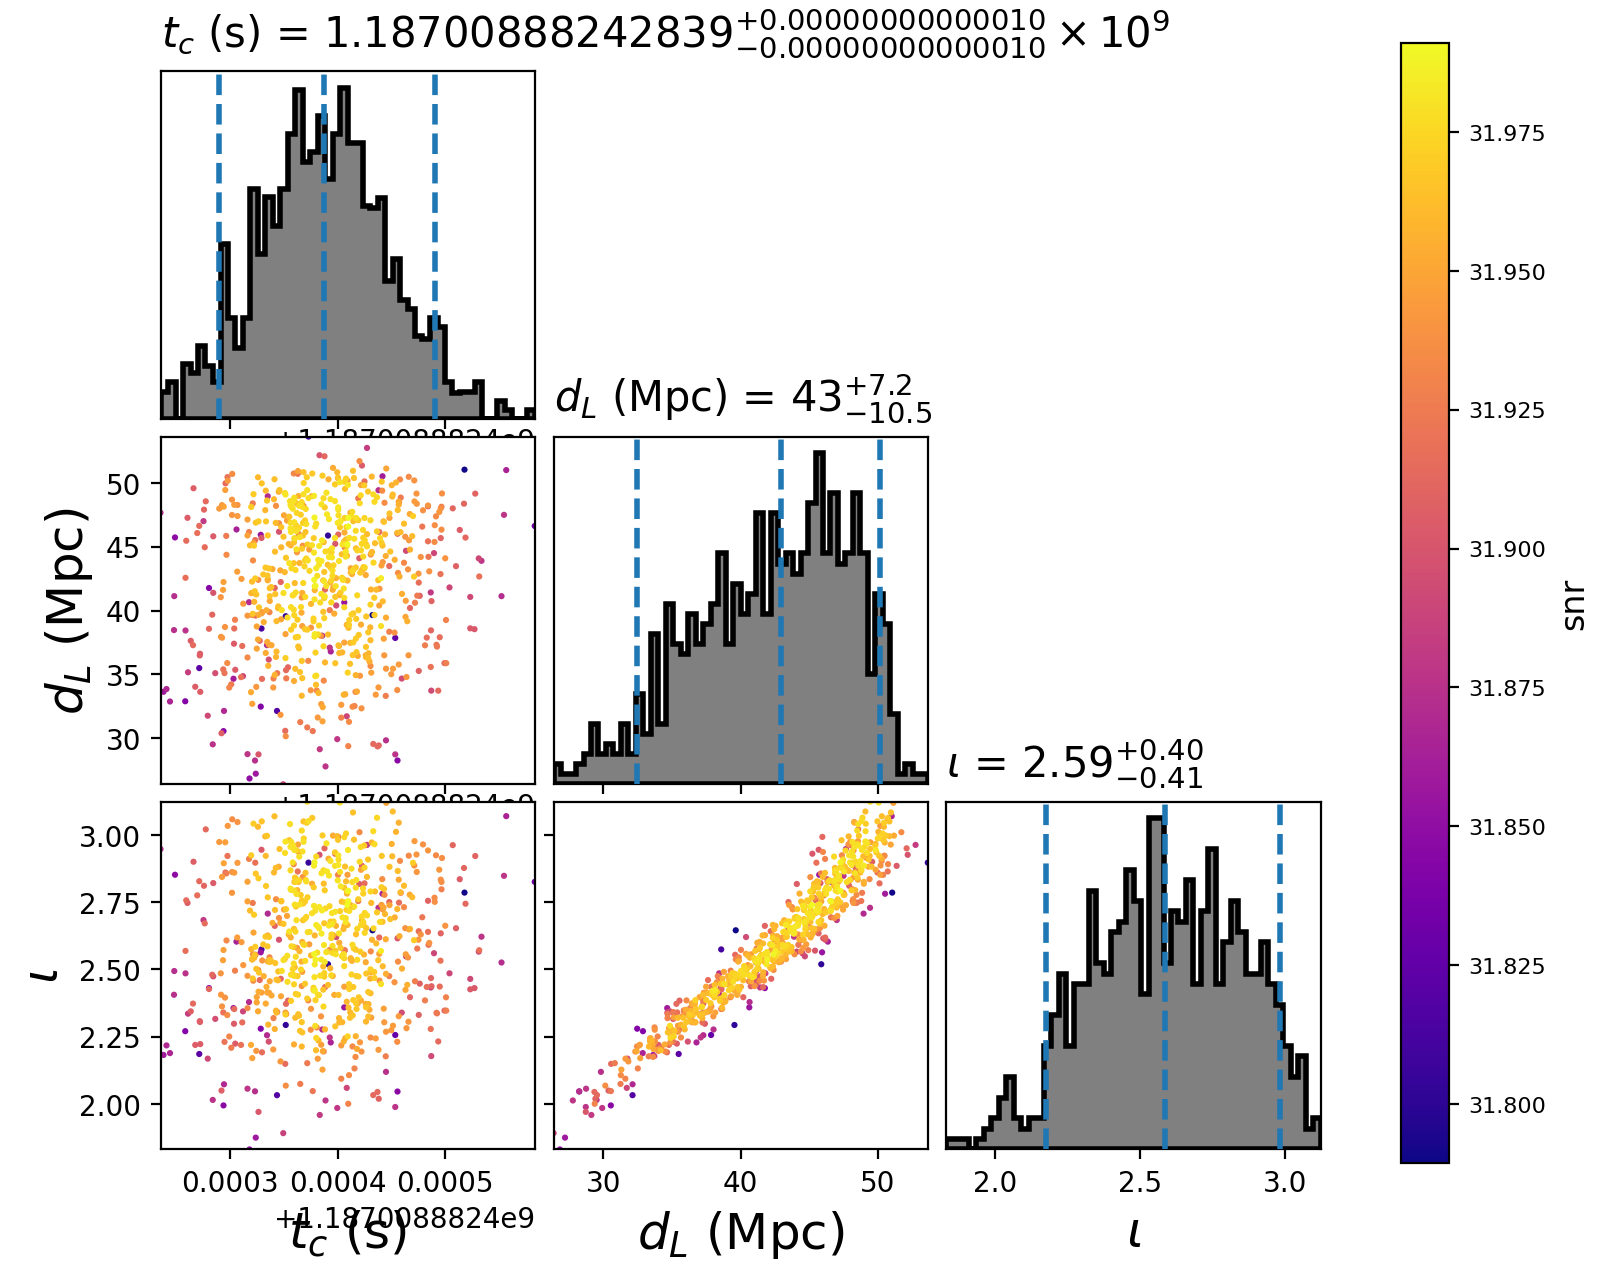 t_c (s) = 1.18700888242839^{+0.00000000000010}_{-0.00000000000010} × 10^9
d_L (Mpc) = 43^{+7.2}_{-10.5}
ι = 2.59^{+0.40}_{-0.41}
d_L (Mpc)
50
45
40
35
30
ι
3.00
2.75
2.50
2.25
2.00
0.0003 0.0004 0.0005
+1.1870088824e9
t_c (s)
30 40 50
d_L (Mpc)
2.0 2.5 3.0
ι
31.975
31.950
31.925
31.900
31.875
31.850
31.825
31.800
snr